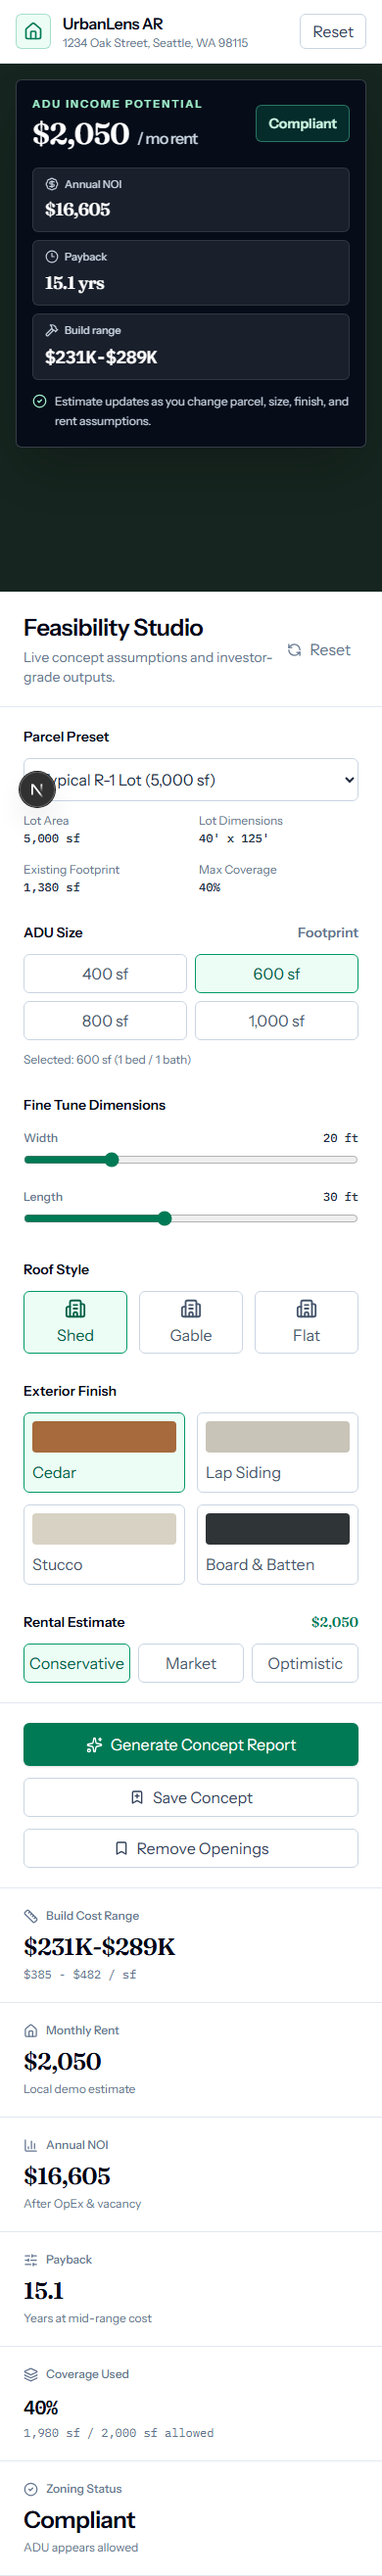 UrbanLens AR
1234 Oak Street, Seattle, WA 98115
Reset
ADU INCOME POTENTIAL
$2,050 / mo rent
Compliant
Annual NOI
$16,605
Payback
15.1 yrs
Build range
$231K-$289K
Estimate updates as you change parcel, size, finish, and
rent assumptions.
Feasibility Studio
Live concept assumptions and investor-
grade outputs.
Reset
Parcel Preset
ypical R-1 Lot (5,000 sf)
N
Lot Area
5,000 sf
Lot Dimensions
40' x 125'
Existing Footprint
1,380 sf
Max Coverage
40%
ADU Size
Footprint
400 sf
600 sf
800 sf
1,000 sf
Selected: 600 sf (1 bed / 1 bath)
Fine Tune Dimensions
Width
20 ft
Length
30 ft
Roof Style
Shed
Gable
Flat
Exterior Finish
Cedar
Lap Siding
Stucco
Board & Batten
Rental Estimate
$2,050
Conservative
Market
Optimistic
Generate Concept Report
Save Concept
Remove Openings
Build Cost Range
$231K-$289K
$385 - $482 / sf
Monthly Rent
$2,050
Local demo estimate
Annual NOI
$16,605
After OpEx & vacancy
Payback
15.1
Years at mid-range cost
Coverage Used
40%
1,980 sf / 2,000 sf allowed
Zoning Status
Compliant
ADU appears allowed